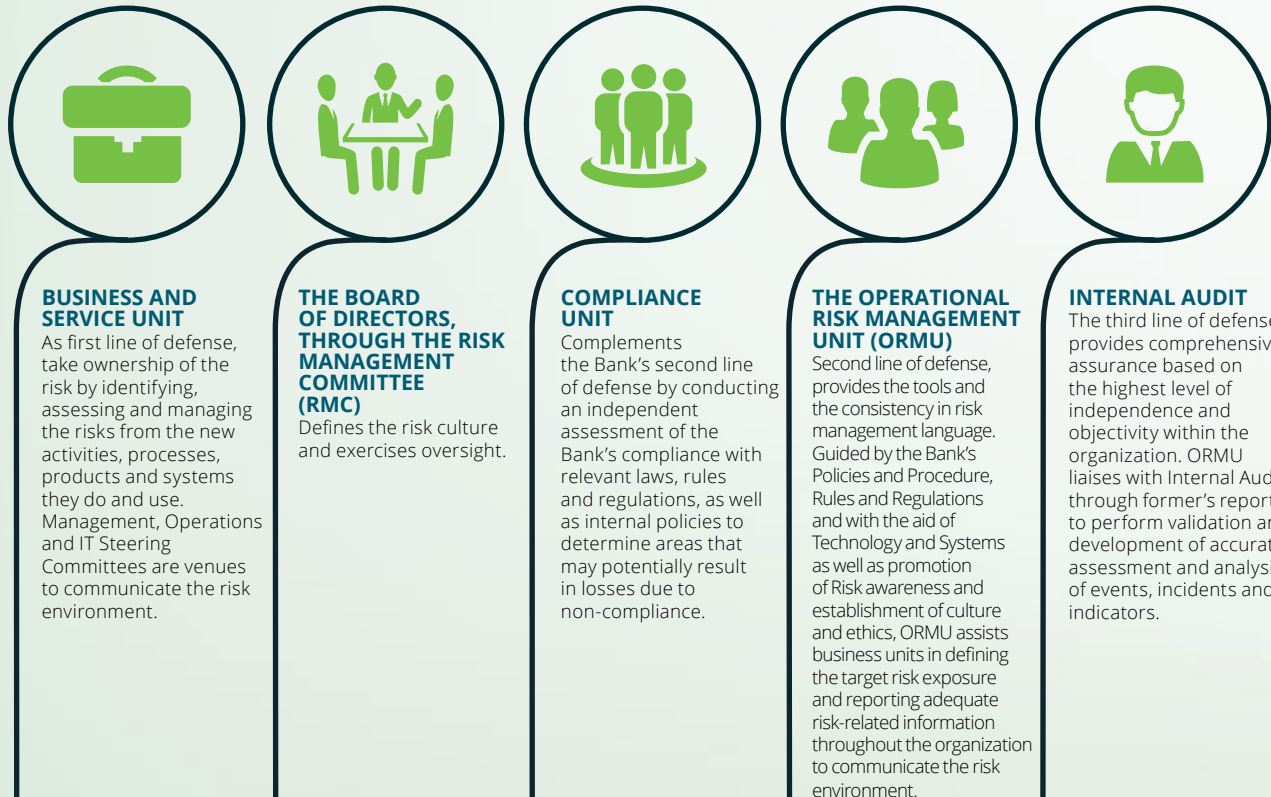 BUSINESS AND
SERVICE UNIT
As first line of defense,
take ownership of the
risk by identifying,
assessing and managing
the risks from the new
activities, processes,
products and systems
they do and use.
Management, Operations
and IT Steering
Committees are venues
to communicate the risk
environment.
THE BOARD
OF DIRECTORS,
THROUGH THE RISK
MANAGEMENT
COMMITTEE
(RMC)
Defines the risk culture
and exercises oversight.
COMPLIANCE
UNIT
Complements
the Bank’s second line
of defense by conducting
an independent
assessment of the
Bank’s compliance with
relevant laws, rules
and regulations, as well
as internal policies to
determine areas that
may potentially result
in losses due to
non-compliance.
THE OPERATIONAL
RISK MANAGEMENT
UNIT (ORMU)
Second line of defense,
provides the tools and
the consistency in risk
management language.
Guided by the Bank’s
Policies and Procedure,
Rules and Regulations
and with the aid of
Technology and Systems
as well as promotion
of Risk awareness and
establishment of culture
and ethics, ORMU assists
business units in defining
the target risk exposure
and reporting adequate
risk-related information
throughout the organization
to communicate the risk
environment.
INTERNAL AUDIT
The third line of defense
provides
assurance based on
the highest level of
independence and
objectivity within the
organization. ORMU
liaises with Internal
through former’s
to perform validation
development of
assessment and
of events, incidents and
indicators.